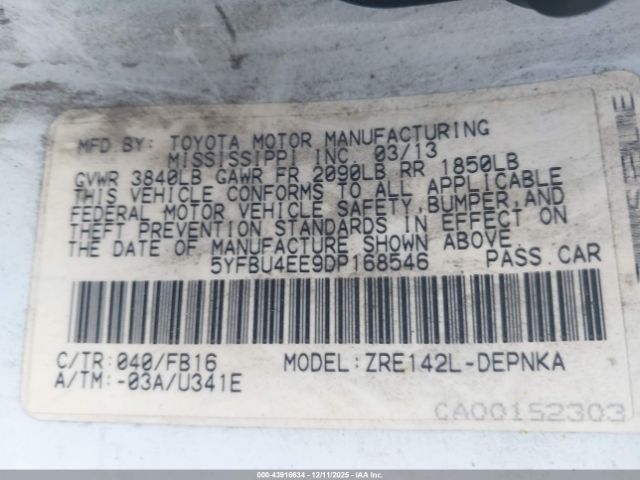 MFD BY: TOYOTA MOTOR MANUFACTURING
MISSISSIPPI INC. 03/13
GVWR 3840LB GAWR FR 2090LB RR 1850LB
THIS VEHICLE CONFORMS TO ALL APPLICABLE
FEDERAL MOTOR VEHICLE SAFETY, BUMPER, AND
THEFT PREVENTION STANDARDS IN EFFECT ON
THE DATE OF MANUFACTURE SHOWN ABOVE.
5YFBU4EE9DP168546 PASS.CAR
C/TR:040/FB16 MODEL:ZRE142L-DEPNKA
A/TM:-03A/U341E
CA00152303
000-43916634 - 12/11/2025 - IAA Inc.